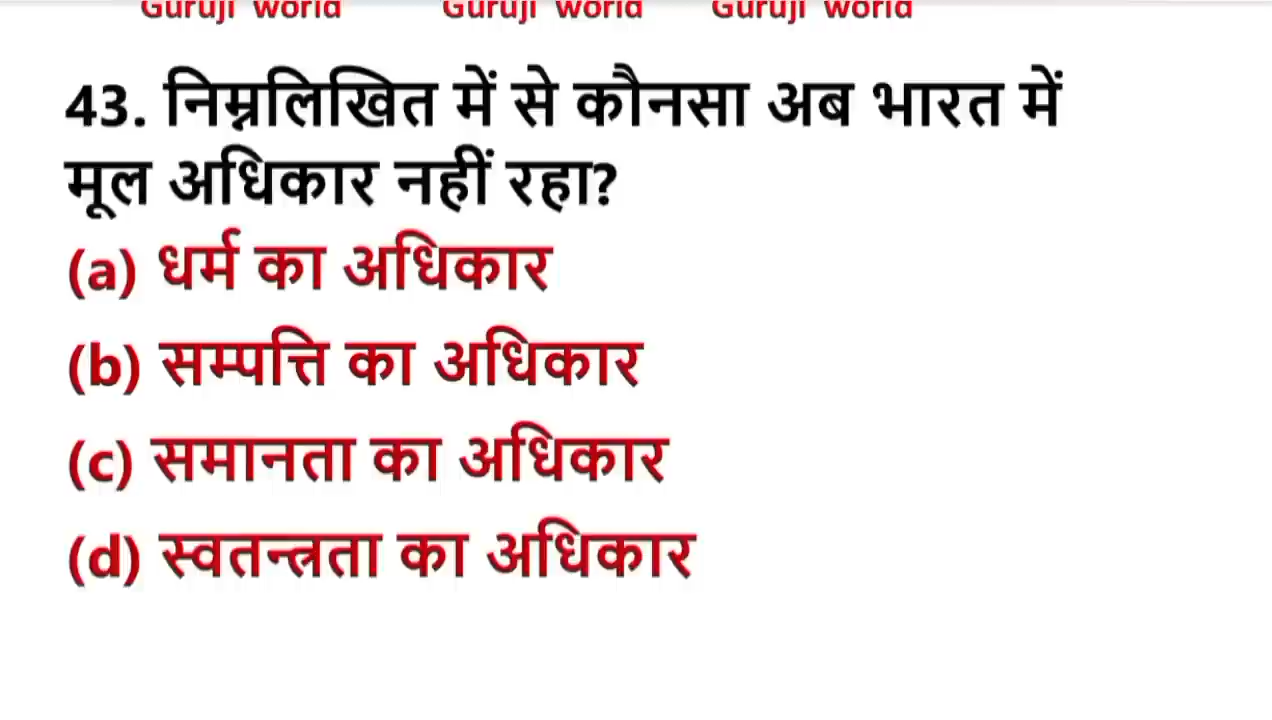 Guruji world Guruji world Guruji world
43. निम्नलिखित में से कौनसा अब भारत में
मूल अधिकार नहीं रहा?
(a) धर्म का अधिकार
(b) सम्पत्ति का अधिकार
(c) समानता का अधिकार
(d) स्वतन्त्रता का अधिकार